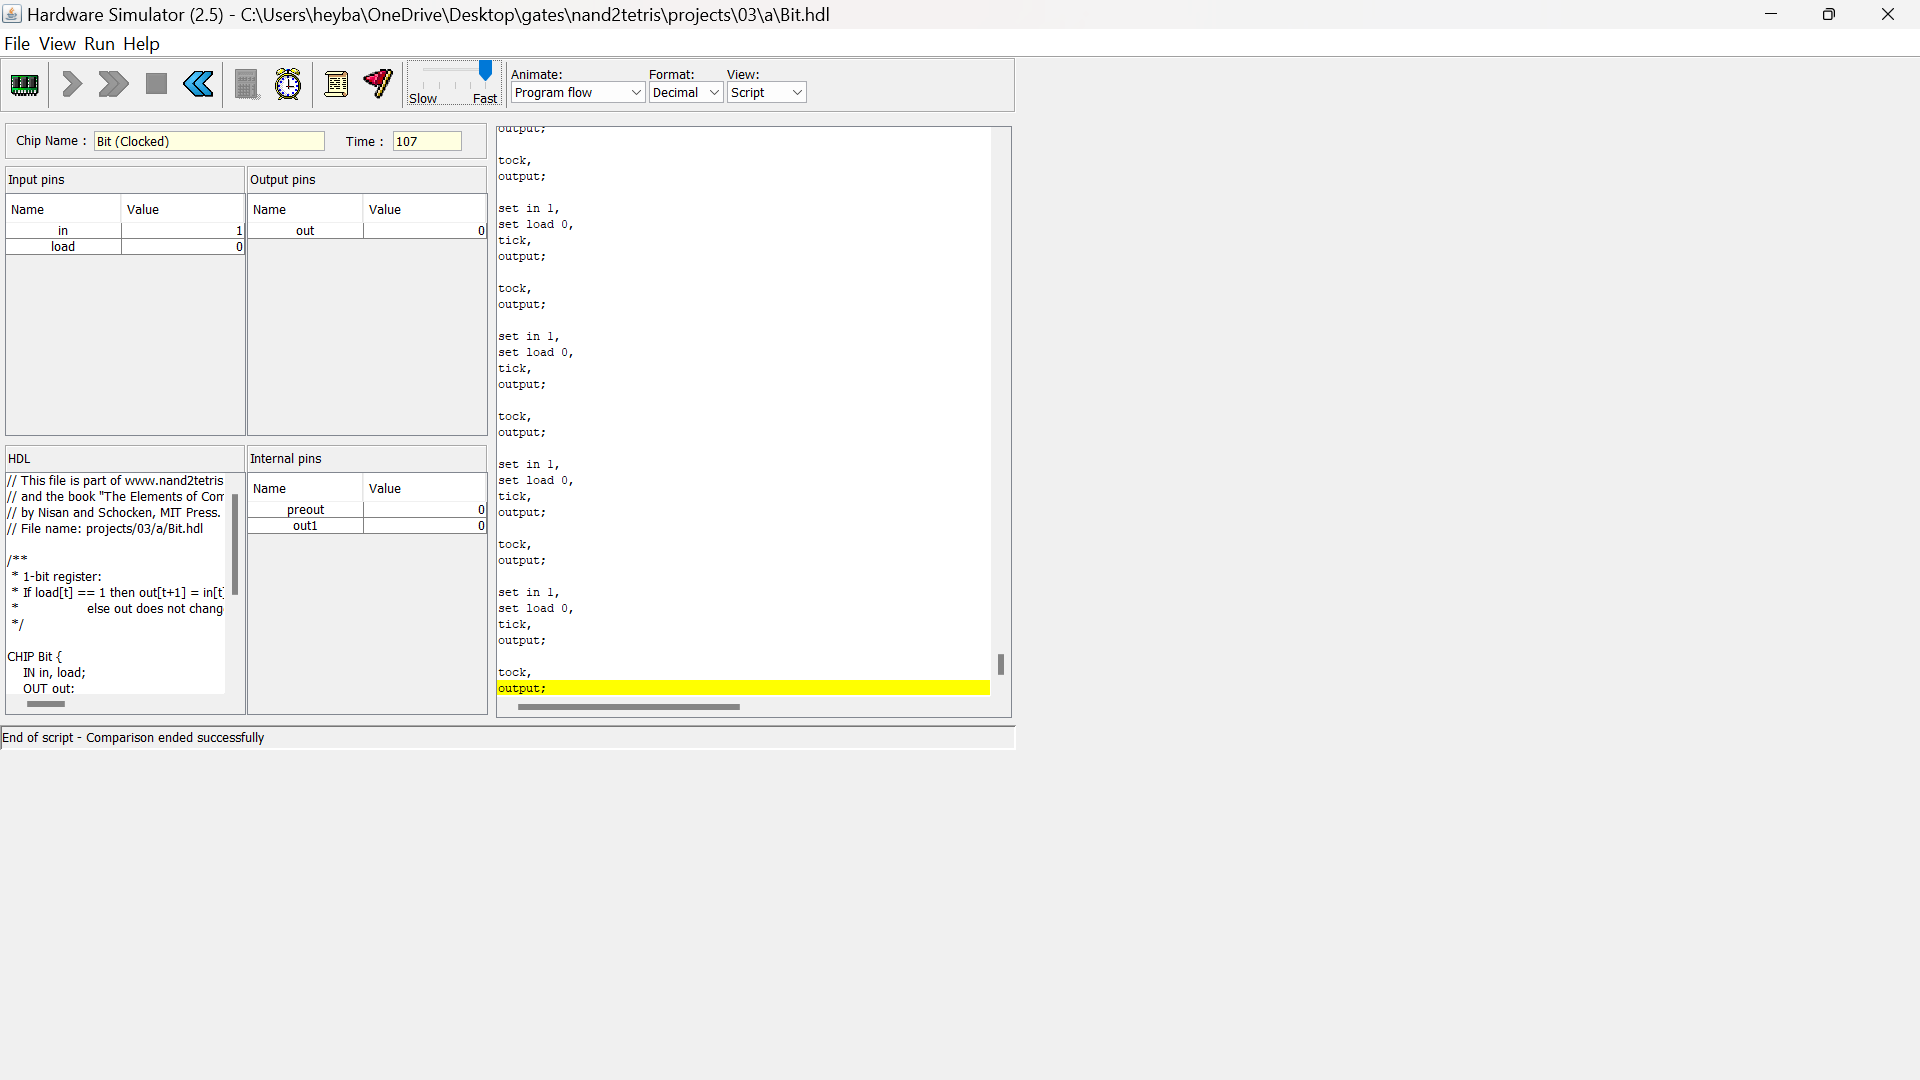 Hardware Simulator (2.5) - C:\Users\heyba\OneDrive\Desktop\gates\nand2tetris\projects\03\a\Bit.hdl
File View Run Help
Slow Fast
Animate:
Program flow
Format:
Decimal
View:
Script
Chip Name : Bit (Clocked)
Time : 107
Input pins
Name Value
in 1
load 0
Output pins
Name Value
out 0
HDL
// This file is part of www.nand2tetris
// and the book "The Elements of Com
// by Nisan and Schocken, MIT Press.
// File name: projects/03/a/Bit.hdl
/**
* 1-bit register:
* If load[t] == 1 then out[t+1] = in[t]
* else out does not chang
*/
CHIP Bit {
IN in, load;
OUT out;
Internal pins
Name Value
preout 0
out1 0
output;
tock,
output;
set in 1,
set load 0,
tick,
output;
tock,
output;
set in 1,
set load 0,
tick,
output;
tock,
output;
set in 1,
set load 0,
tick,
output;
tock,
output;
set in 1,
set load 0,
tick,
output;
tock,
output;
End of script - Comparison ended successfully